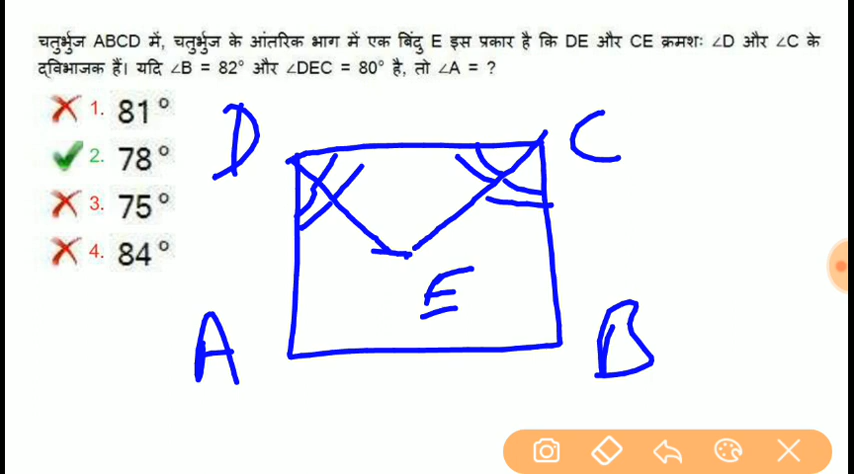 चतुर्भुज ABCD में, चतुर्भुज के आंतरिक भाग में एक बिंदु E इस प्रकार है कि DE और CE क्रमशः ∠D और ∠C के
द्विभाजक हैं। यदि ∠B = 82° और ∠DEC = 80° है, तो ∠A = ?
1. 81°
2. 78°
3. 75°
4. 84°
D C
E
A B